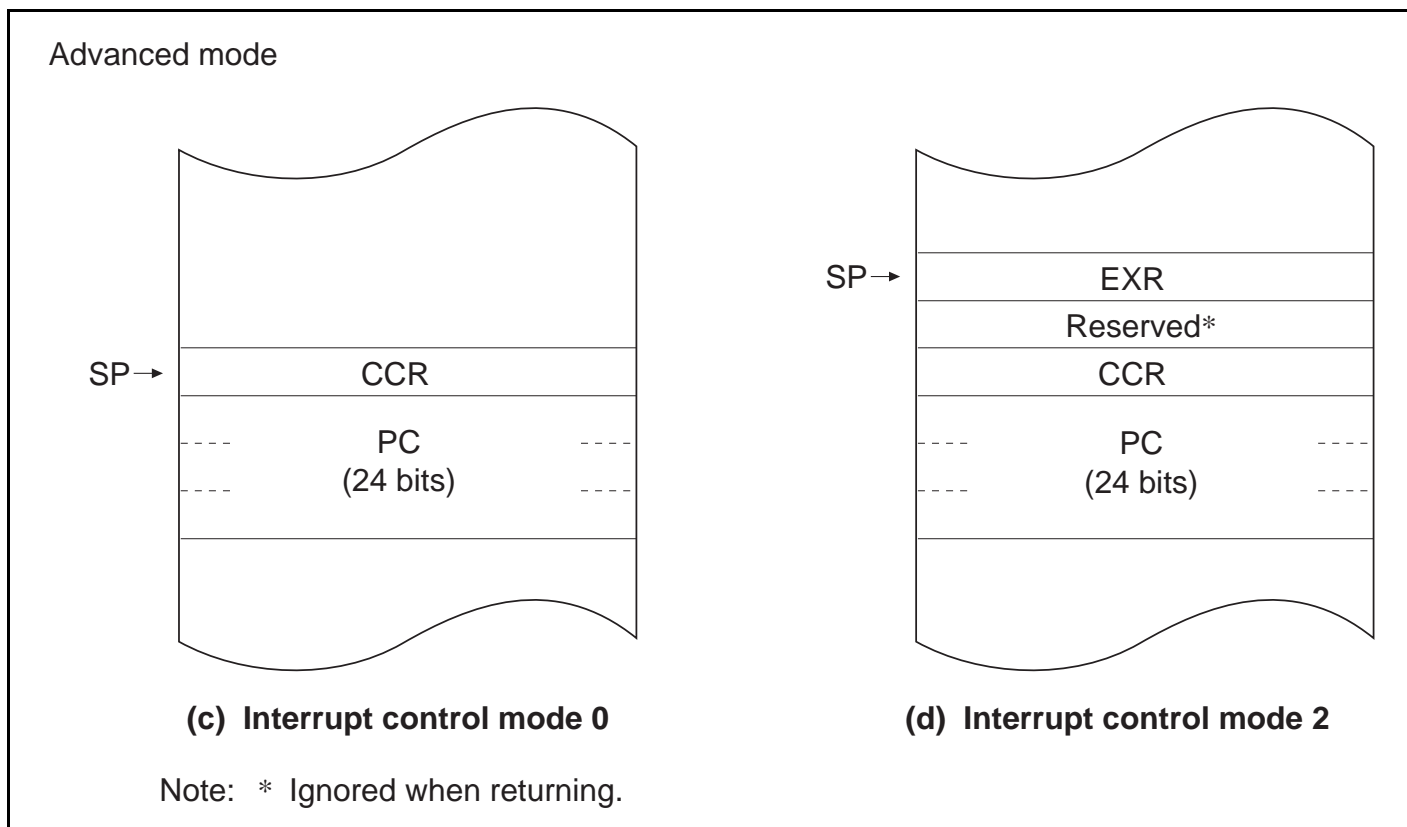 Advanced mode
SP
CCR
PC
(24 bits)
(c) Interrupt control mode 0
SP
EXR
Reserved*
CCR
PC
(24 bits)
(d) Interrupt control mode 2
Note: * Ignored when returning.